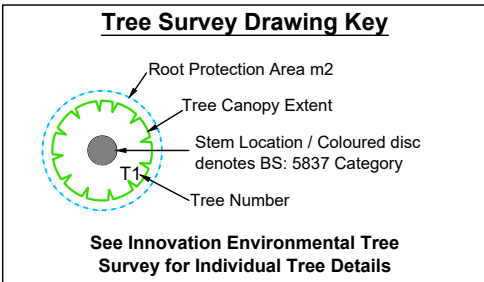 Tree Survey Drawing Key
Root Protection Area m2
Tree Canopy Extent
Stem Location / Coloured disc
denotes BS: 5837 Category
T1
Tree Number
See Innovation Environmental Tree
Survey for Individual Tree Details